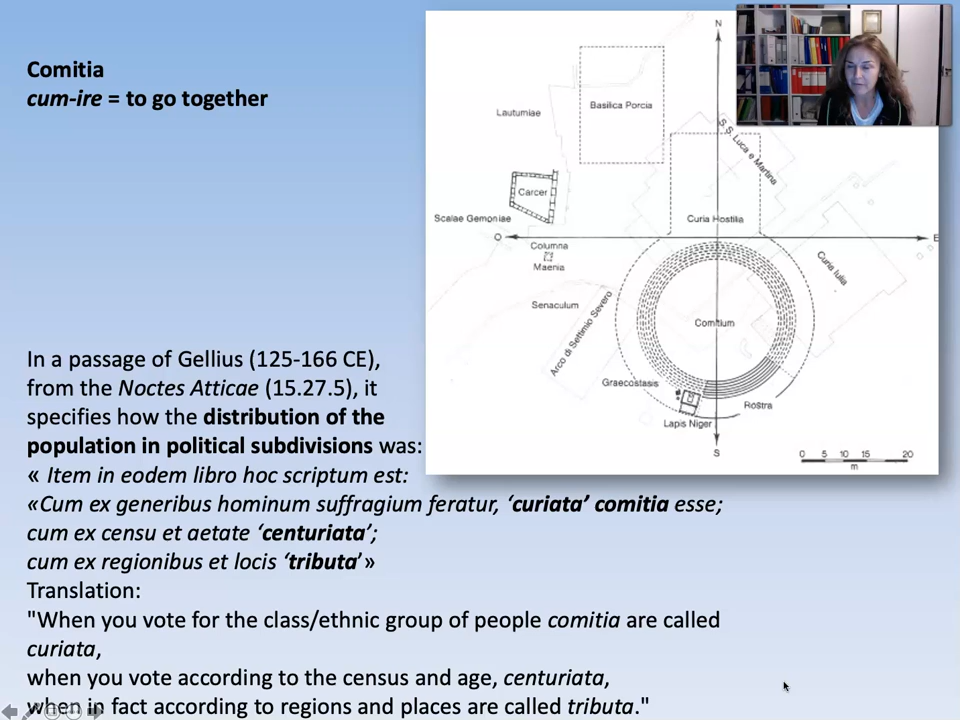 Comitia
cum-ire = to go together
N
Basilica Porcia
Lautumiae
S.S. Luca e Martina
Carcer
Scalae Gemoniae
Curia Hostilia
O
E
Columna
Maenia
Curia Iulia
Senaculum
Arco di Settimio Severo
Comitium
Graecostasis
Rostra
Lapis Niger
S
0 5 10 15 20
m
In a passage of Gellius (125-166 CE),
from the Noctes Atticae (15.27.5), it
specifies how the distribution of the
population in political subdivisions was:
« Item in eodem libro hoc scriptum est:
«Cum ex generibus hominum suffragium feratur, ‘curiata’ comitia esse;
cum ex censu et aetate ‘centuriata’;
cum ex regionibus et locis ‘tributa’»
Translation:
"When you vote for the class/ethnic group of people comitia are called
curiata,
when you vote according to the census and age, centuriata,
when in fact according to regions and places are called tributa."